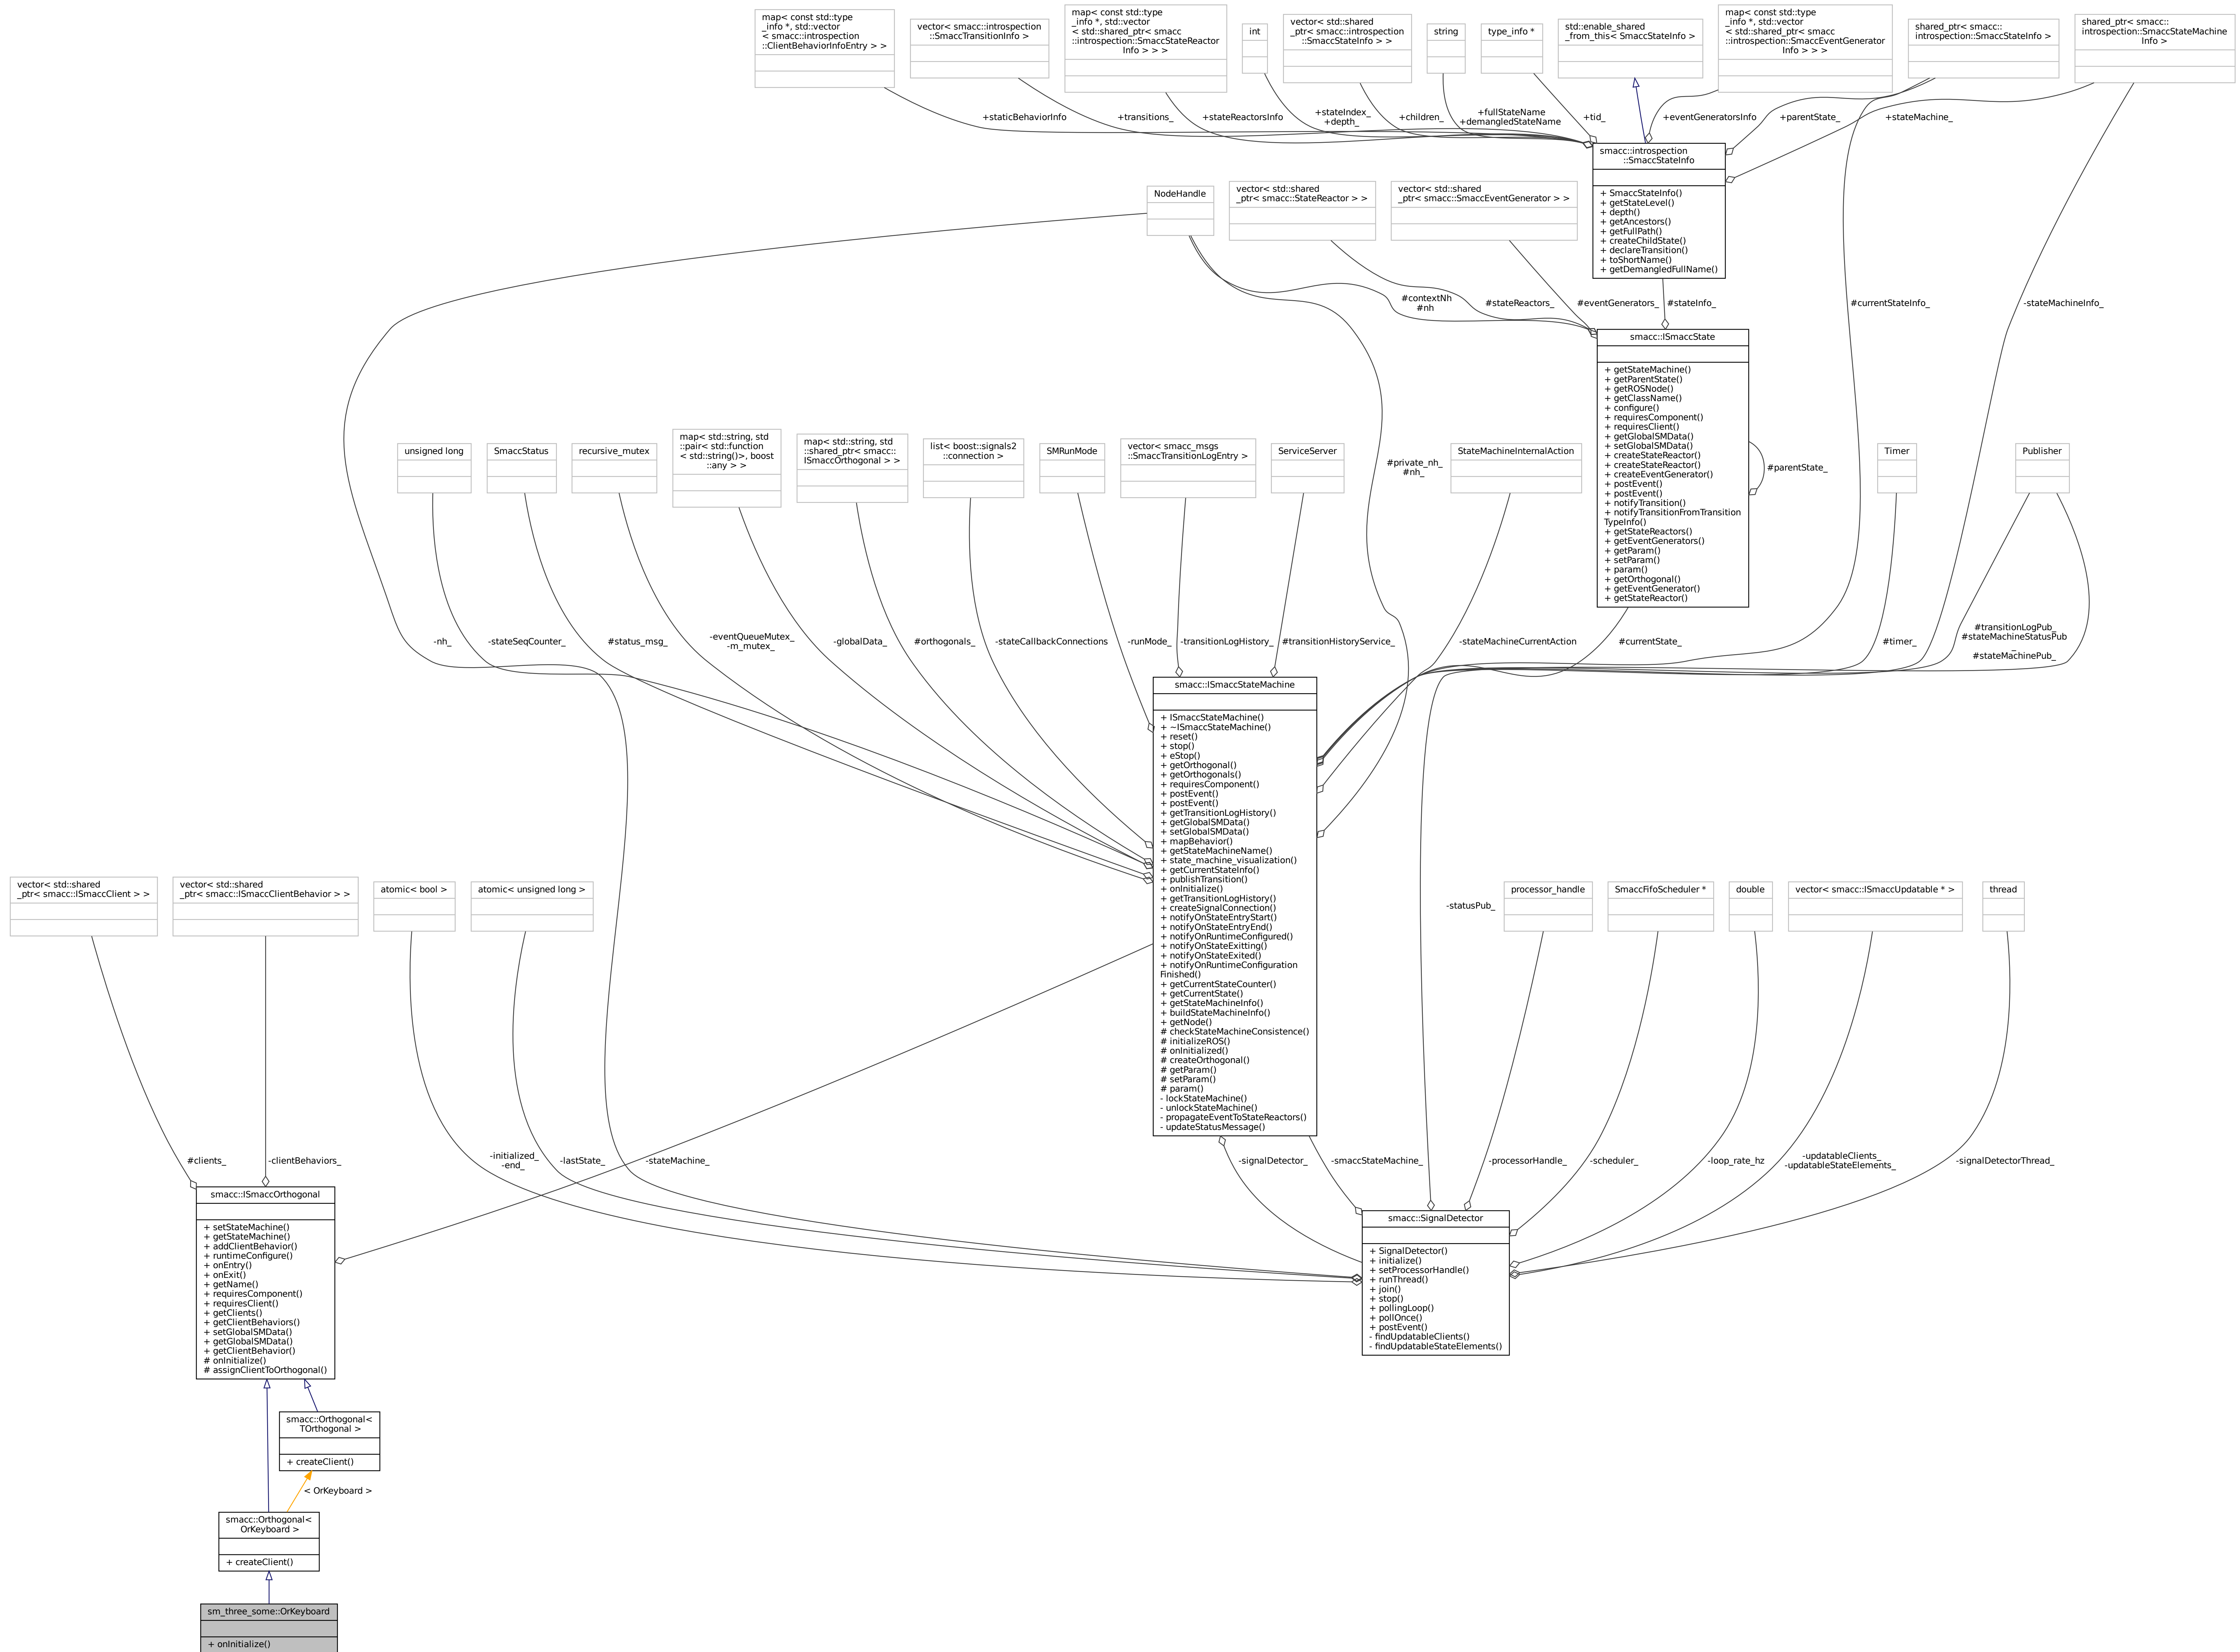 map< const std::type
_info *, std::vector
< smacc::introspection
::ClientBehaviorInfoEntry > >
vector< smacc::introspection
::SmaccTransitionInfo >
map< const std::type
_info *, std::vector
< std::shared_ptr< smacc
::introspection::SmaccStateReactor
Info > > >
int
vector< std::shared
_ptr< smacc::introspection
::SmaccStateInfo > >
string
type_info *
std::enable_shared
_from_this< SmaccStateInfo >
map< const std::type
_info *, std::vector
< std::shared_ptr< smacc
::introspection::SmaccEventGenerator
Info > > >
shared_ptr< smacc::
introspection::SmaccStateInfo >
shared_ptr< smacc::
introspection::SmaccStateMachine
Info >
+staticBehaviorInfo
+transitions_
+stateReactorsInfo
+stateIndex_
+depth_
+children_
+fullStateName
+demangledStateName
+tid_
+eventGeneratorsInfo
+parentState_
+stateMachine_
smacc::introspection
::SmaccStateInfo
+ SmaccStateInfo()
+ getStateLevel()
+ depth()
+ getAncestors()
+ getFullPath()
+ createChildState()
+ declareTransition()
+ toShortName()
+ getDemangledFullName()
NodeHandle
vector< std::shared
_ptr< smacc::StateReactor > >
vector< std::shared
_ptr< smacc::SmaccEventGenerator > >
#contextNh
#nh
#stateReactors_
#eventGenerators_
#stateInfo_
#currentStateInfo_
-stateMachineInfo_
smacc::ISmaccState
+ getStateMachine()
+ getParentState()
+ getROSNode()
+ getClassName()
+ configure()
+ requiresComponent()
+ requiresClient()
+ getGlobalSMData()
+ setGlobalSMData()
+ createStateReactor()
+ createStateReactor()
+ createEventGenerator()
+ postEvent()
+ postEvent()
+ notifyTransition()
+ notifyTransitionFromTransition
TypeInfo()
+ getStateReactors()
+ getEventGenerators()
+ getParam()
+ setParam()
+ param()
+ getOrthogonal()
+ getEventGenerator()
+ getStateReactor()
#parentState_
unsigned long
SmaccStatus
recursive_mutex
map< std::string, std
::pair< std::function
< std::string()>, boost
::any > >
map< std::string, std
::shared_ptr< smacc::
ISmaccOrthogonal > >
list< boost::signals2
::connection >
SMRunMode
vector< smacc_msgs
::SmaccTransitionLogEntry >
ServiceServer
#private_nh_
#nh_
StateMachineInternalAction
Timer
Publisher
-nh_
-stateSeqCounter_
#status_msg_
-eventQueueMutex_
-m_mutex_
-globalData_
#orthogonals_
-stateCallbackConnections
-runMode_
-transitionLogHistory_
#transitionHistoryService_
-stateMachineCurrentAction
#currentState_
#timer_
#transitionLogPub_
#stateMachineStatusPub
_
#stateMachinePub_
smacc::ISmaccStateMachine
+ ISmaccStateMachine()
+ ~ISmaccStateMachine()
+ reset()
+ stop()
+ eStop()
+ getOrthogonal()
+ getOrthogonals()
+ requiresComponent()
+ postEvent()
+ postEvent()
+ getTransitionLogHistory()
+ getGlobalSMData()
+ setGlobalSMData()
+ mapBehavior()
+ getStateMachineName()
+ state_machine_visualization()
+ getCurrentStateInfo()
+ publishTransition()
+ onInitialize()
+ getTransitionLogHistory()
+ createSignalConnection()
+ notifyOnStateEntryStart()
+ notifyOnStateEntryEnd()
+ notifyOnRuntimeConfigured()
+ notifyOnStateExitting()
+ notifyOnStateExited()
+ notifyOnRuntimeConfiguration
Finished()
+ getCurrentStateCounter()
+ getCurrentState()
+ getStateMachineInfo()
+ buildStateMachineInfo()
+ getNode()
# checkStateMachineConsistence()
# initializeROS()
# onInitialized()
# createOrthogonal()
# getParam()
# setParam()
# param()
- lockStateMachine()
- unlockStateMachine()
- propagateEventToStateReactors()
- updateStatusMessage()
vector< std::shared
_ptr< smacc::ISmaccClient > >
vector< std::shared
_ptr< smacc::ISmaccClientBehavior > >
atomic< bool >
atomic< unsigned long >
-statusPub_
processor_handle
SmaccFifoScheduler *
double
vector< smacc::ISmaccUpdatable * >
thread
#clients_
-clientBehaviors_
-initialized_
-end_
-lastState_
-stateMachine_
-signalDetector_
-smaccStateMachine_
-processorHandle_
-scheduler_
-loop_rate_hz
-updatableClients_
-updatableStateElements_
-signalDetectorThread_
smacc::ISmaccOrthogonal
+ setStateMachine()
+ getStateMachine()
+ addClientBehavior()
+ runtimeConfigure()
+ onEntry()
+ onExit()
+ getName()
+ requiresComponent()
+ requiresClient()
+ getClients()
+ getClientBehaviors()
+ setGlobalSMData()
+ getGlobalSMData()
+ getClientBehavior()
# onInitialize()
# assignClientToOrthogonal()
smacc::SignalDetector
+ SignalDetector()
+ initialize()
+ setProcessorHandle()
+ runThread()
+ join()
+ stop()
+ pollingLoop()
+ pollOnce()
+ postEvent()
- findUpdatableClients()
- findUpdatableStateElements()
smacc::Orthogonal<
TOrthogonal >
+ createClient()
< OrKeyboard >
smacc::Orthogonal<
OrKeyboard >
+ createClient()
sm_three_some::OrKeyboard
+ onInitialize()